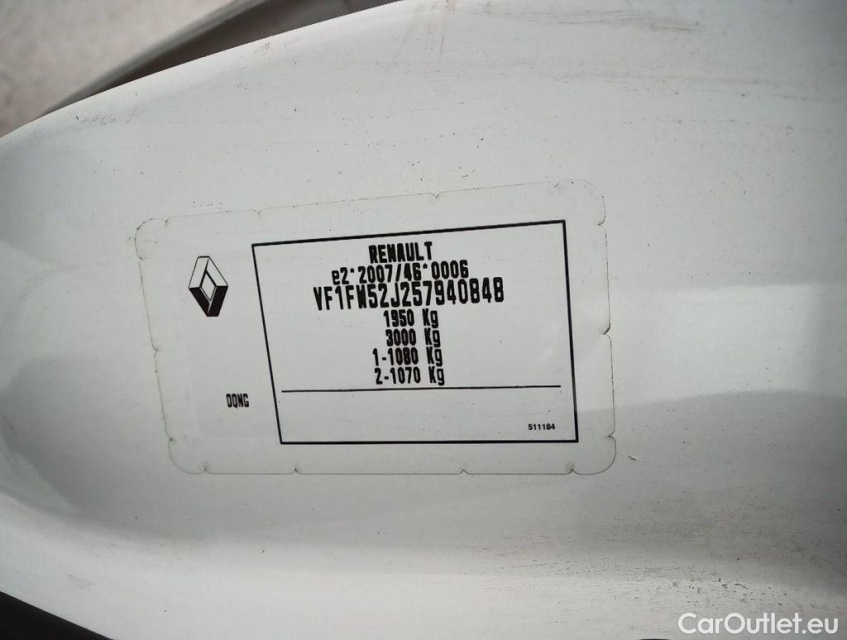 RENAULT
e2*2007/46*0006
VF1FW52J257940848
1950 Kg
3000 Kg
1-1080 Kg
2-1070 Kg
DQNG
511184
CarOutlet.eu